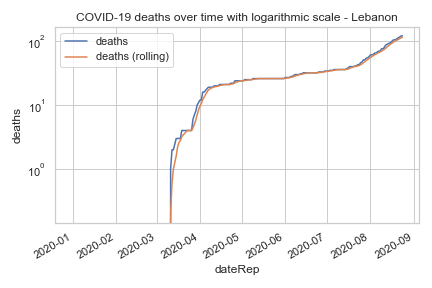 COVID-19 deaths over time with logarithmic scale - Lebanon
deaths
deaths (rolling)
10²
10¹
10⁰
deaths
2020-01
2020-02
2020-03
2020-04
2020-05
2020-06
2020-07
2020-08
2020-09
dateRep